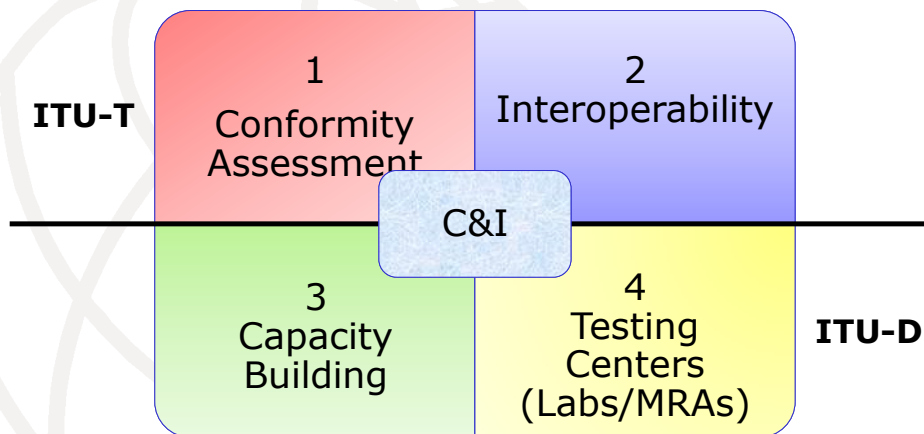 ITU-T
1
Conformity
Assessment
2
Interoperability
C&I
3
Capacity
Building
4
Testing
Centers
(Labs/MRAs)
ITU-D